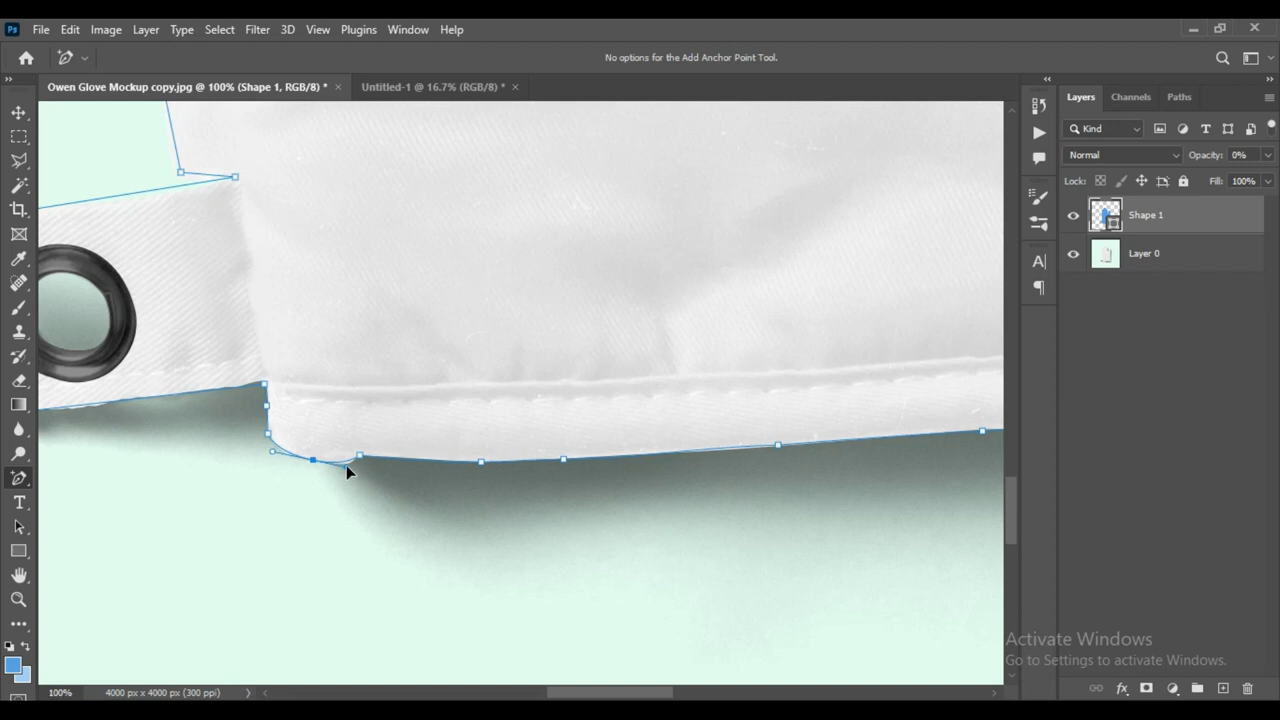 Ps File Edit Image Layer Type Select Filter 3D View Plugins Window Help
No options for the Add Anchor Point Tool.
Owen Glove Mockup copy.jpg @ 100% (Shape 1, RGB/8) * × Untitled-1 @ 16.7% (RGB/8) * ×
Layers Channels Paths
Kind
Normal Opacity: 0%
Lock: Fill: 100%
Shape 1
Layer 0
Activate Windows
Go to Settings to activate Windows.
100% 4000 px x 4000 px (300 ppi)